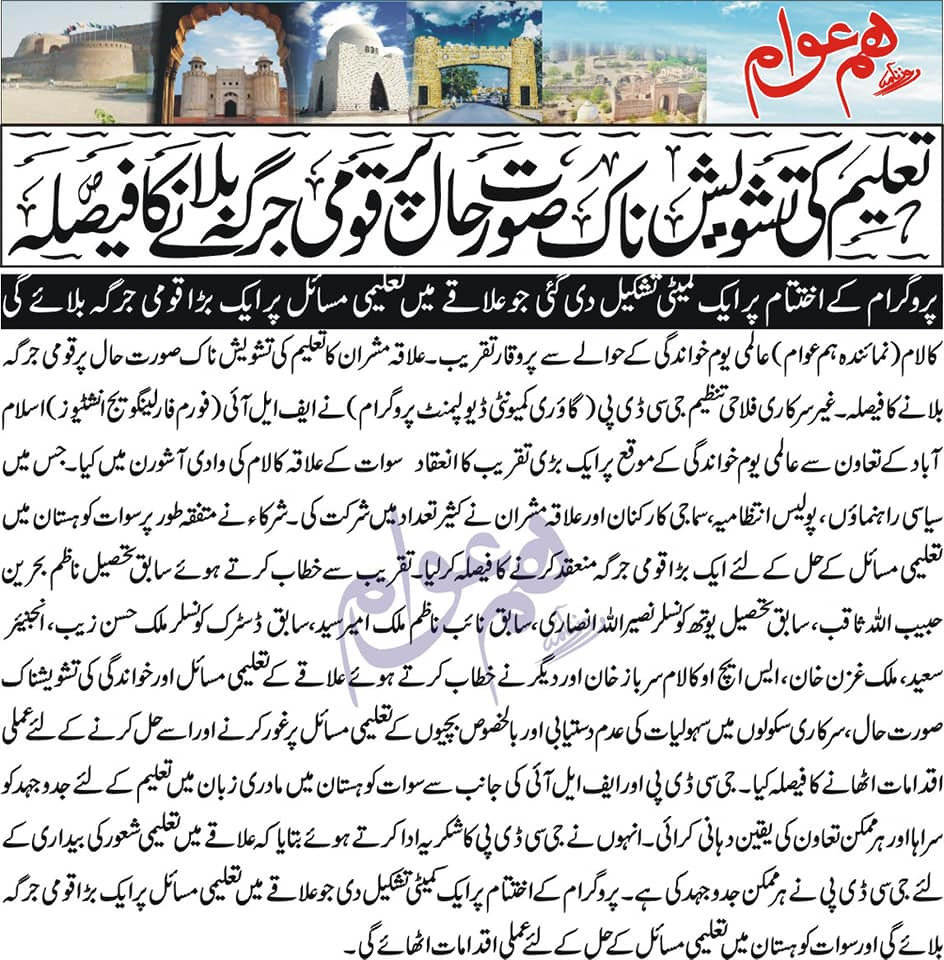 هم عوام
روزنامہ
تعلیم کی تشویش ناک صورت حال پر قومی جرگہ بلانے کا فیصلہ
پروگرام کے اختتام پر ایک کمیٹی تشکیل دی گئی جو علاقے میں تعلیمی مسائل پر ایک بڑا قومی جرگہ بلائے گی
کالام (نمائندہ هم عوام) عالمی یوم خواندگی کے حوالے سے پروقار تقریب۔ علاقہ مشران کا تعلیم کی تشویش ناک صورت حال پر قومی جرگہ
بلانے کا فیصلہ۔ غیر سرکاری فلاحی تنظیم جی سی ڈی پی (گاؤری کمیونٹی ڈیولپمنٹ پروگرام) نے ایف ایل آئی (فورم فار لینگویج انشٹیوز) اسلام
آباد کے تعاون سے عالمی یوم خواندگی کے موقع پر ایک بڑی تقریب کا انعقاد سوات کے علاقہ کالام کی وادی آشورن میں کیا۔ جس میں
سیاسی راہنماؤں، پولیس انتظامیہ، سماجی کارکنان اور علاقہ مشران نے کثیر تعداد میں شرکت کی۔ شرکاء نے متفقہ طور پر سوات کوہستان میں
تعلیمی مسائل کے حل کے لئے ایک بڑا قومی جرگہ منعقد کرنے کا فیصلہ کرلیا۔ تقریب سے خطاب کرتے ہوئے سابق تحصیل ناظم بحرین
حبیب اللہ ثاقب، سابق تحصیل یوتھ کونسلر نصیر اللہ انصاری، سابق نائب ناظم ملک امیر سید، سابق ڈسٹرک کونسلر ملک حسن زیب، انجنیئر
سعید، ملک غزن خان، ایس ایچ او کالام سرباز خان اور دیگر نے خطاب کرتے ہوئے علاقے کے تعلیمی مسائل اور خواندگی کی تشویشناک
صورت حال، سرکاری سکولوں میں سہولیات کی عدم دستیابی اور بالخصوص بچیوں کے تعلیمی مسائل پر غور کرنے اور اسے حل کرنے کے لئے عملی
اقدامات اٹھانے کا فیصلہ کیا۔ جی سی ڈی پی اور ایف ایل آئی کی جانب سے سوات کوہستان میں مادری زبان میں تعلیم کے لئے جدوجہد کو
سراہا اور ہر ممکن تعاون کی یقین دہانی کرائی۔ انہوں نے جی سی ڈی پی کا شکریہ ادا کرتے ہوئے بتایا کہ علاقے میں تعلیمی شعور کی بیداری کے
لئے جی سی ڈی پی نے ہر ممکن جدوجہد کی ہے۔ پروگرام کے اختتام پر ایک کمیٹی تشکیل دی جو علاقے میں تعلیمی مسائل پر ایک بڑا قومی جرگہ
بلائے گی اور سوات کوہستان میں تعلیمی مسائل کے حل کے لئے عملی اقدامات اٹھائے گی۔